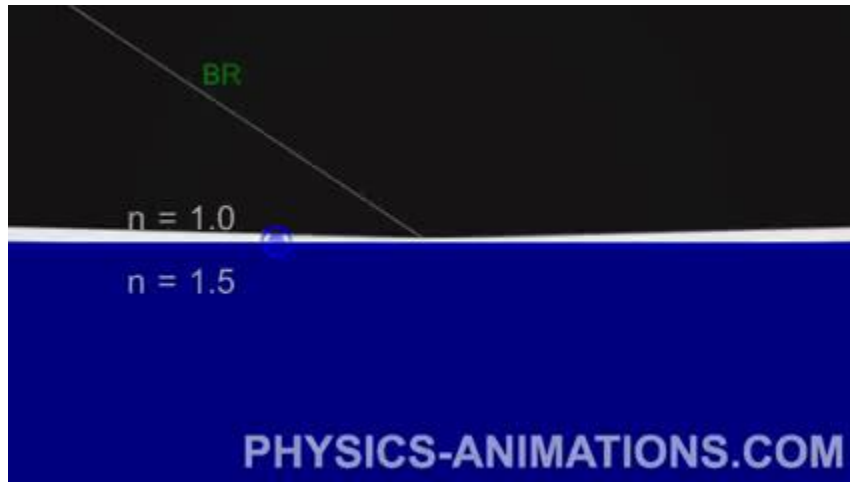 BR
n = 1.0
n = 1.5
PHYSICS-ANIMATIONS.COM